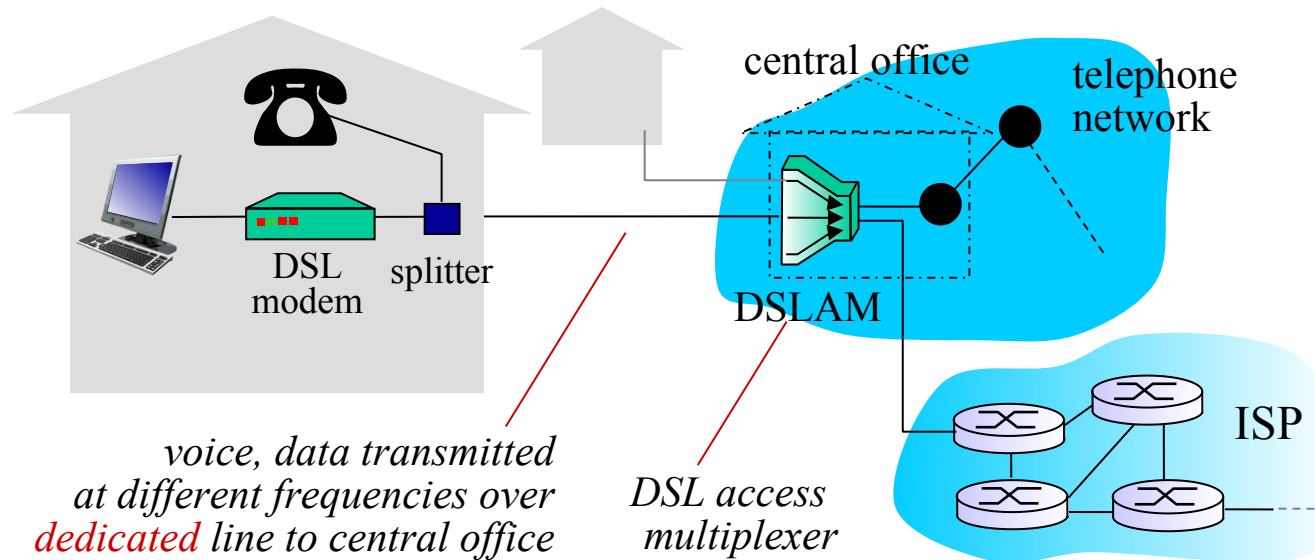 central office
telephone
network
DSL
modem
splitter
DSLAM
ISP
voice, data transmitted
at different frequencies over
dedicated line to central office
DSL access
multiplexer